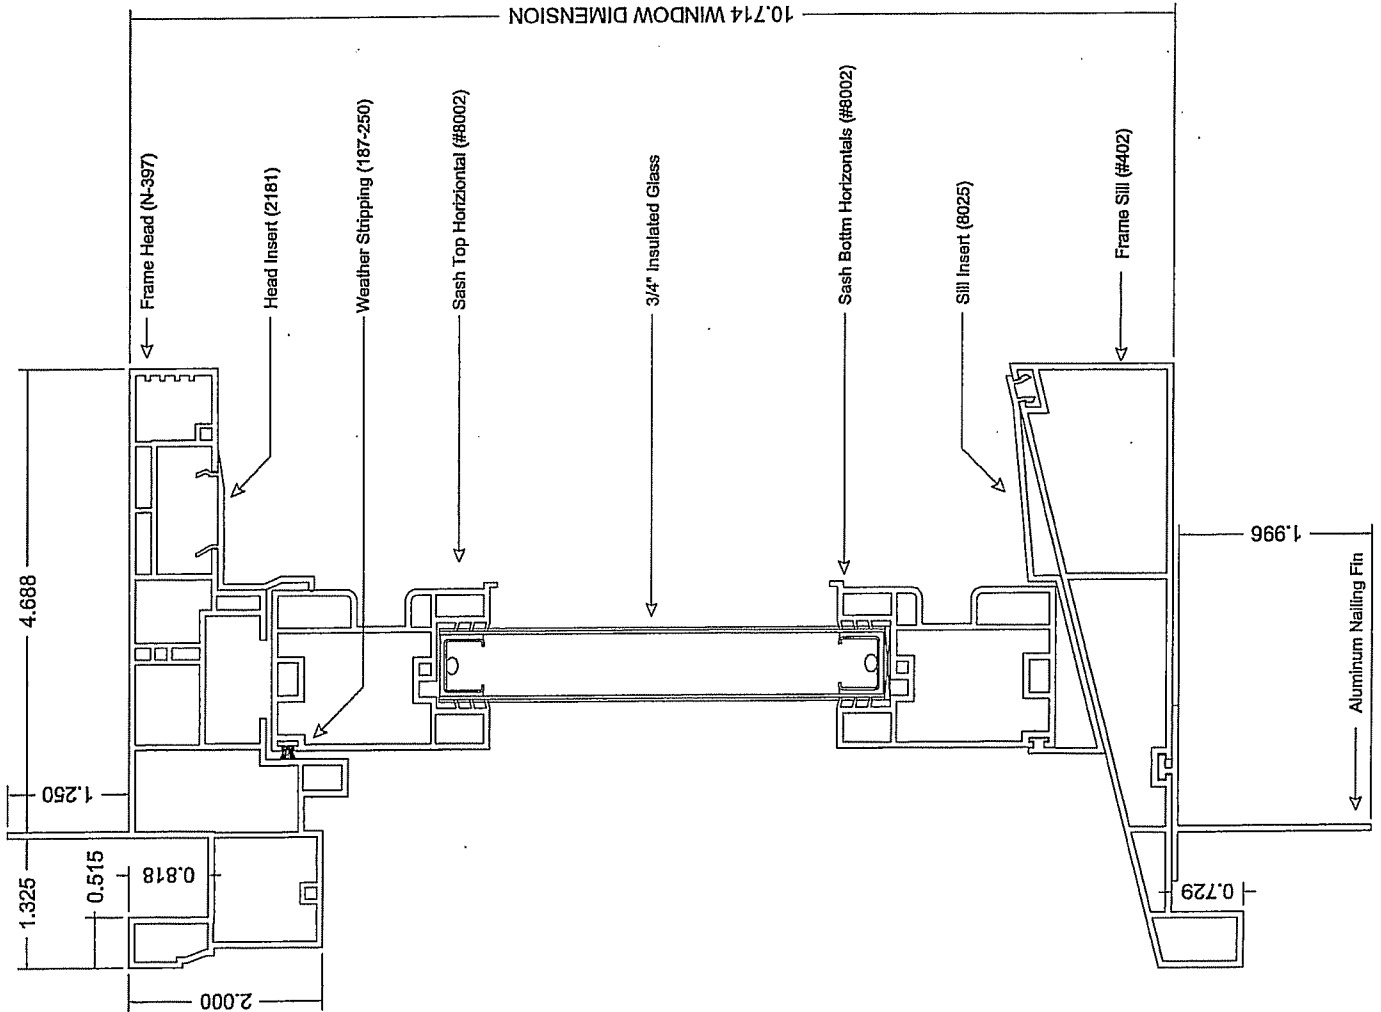 10.714 WINDOW DIMENSION
Frame Head (N-397)
Head Insert (2181)
Weather Stripping (187-250)
Sash Top Horiziontal (#8002)
3/4" Insulated Glass
Sash Bottm Horizontals (#8002)
Sill Insert (8025)
Frame Sill (#402)
Aluminum Nailing Fin
4.688
1.250
1.325
0.515
0.818
2.000
1.996
0.729